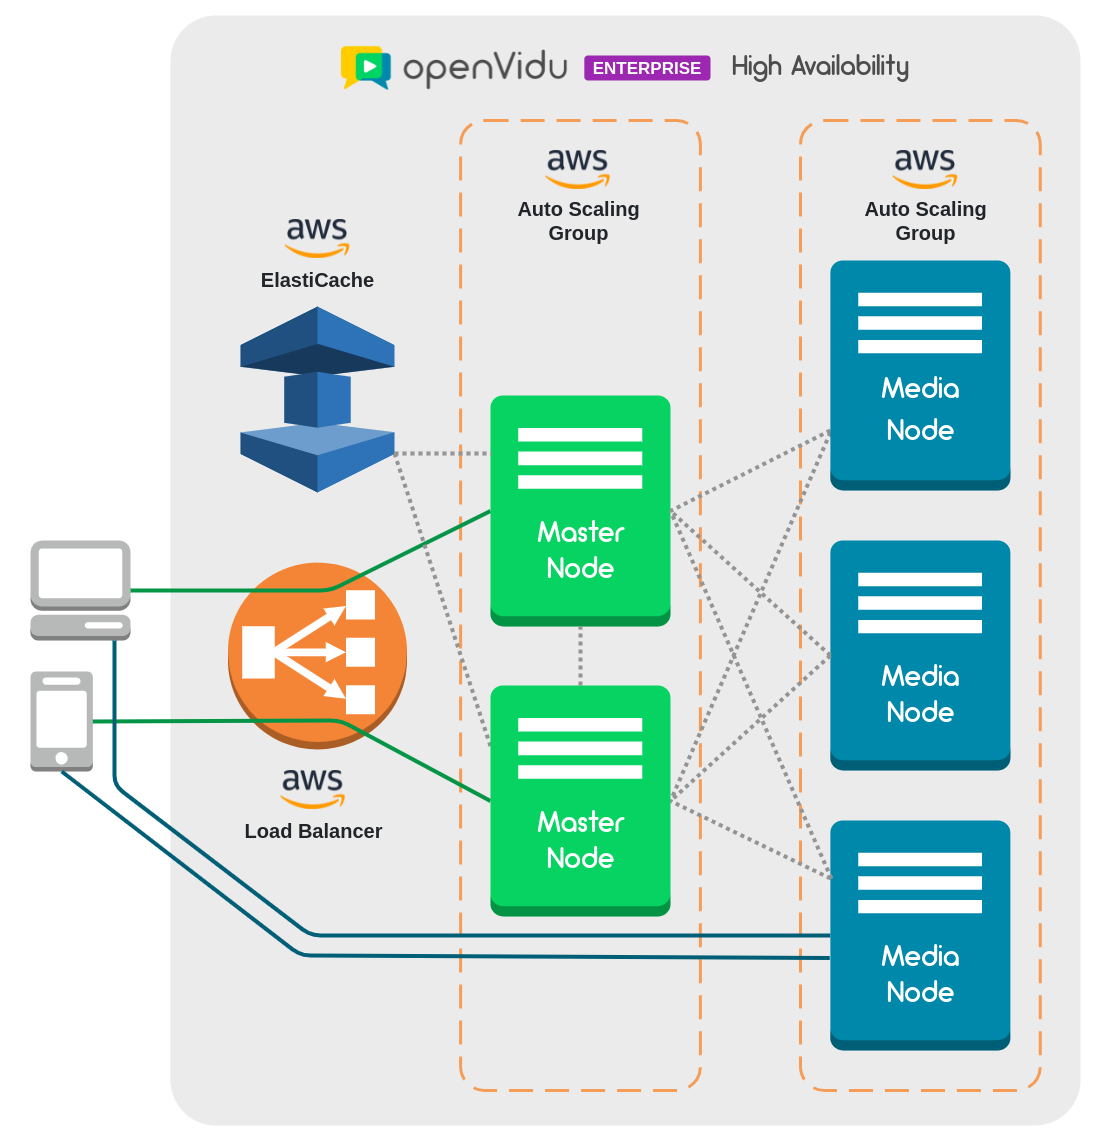 openVidu ENTERPRISE High Availability
aws
Auto Scaling
Group
aws
Auto Scaling
Group
aws
ElastiCache
Media
Node
Master
Node
Media
Node
aws
Load Balancer
Master
Node
Media
Node